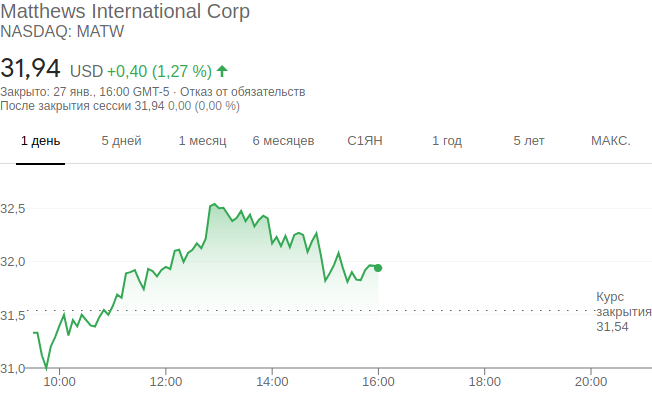 Matthews International Corp
NASDAQ: MATW
31,94 USD +0,40 (1,27 %)
Закрыто: 27 янв., 16:00 GMT-5 · Отказ от обязательств
После закрытия сессии 31,94 0,00 (0,00 %)
1 день 5 дней 1 месяц 6 месяцев С1ЯН 1 год 5 лет МАКС.
32,5
32,0
31,5
31,0
Курс
закрытия
31,54
10:00 12:00 14:00 16:00 18:00 20:00